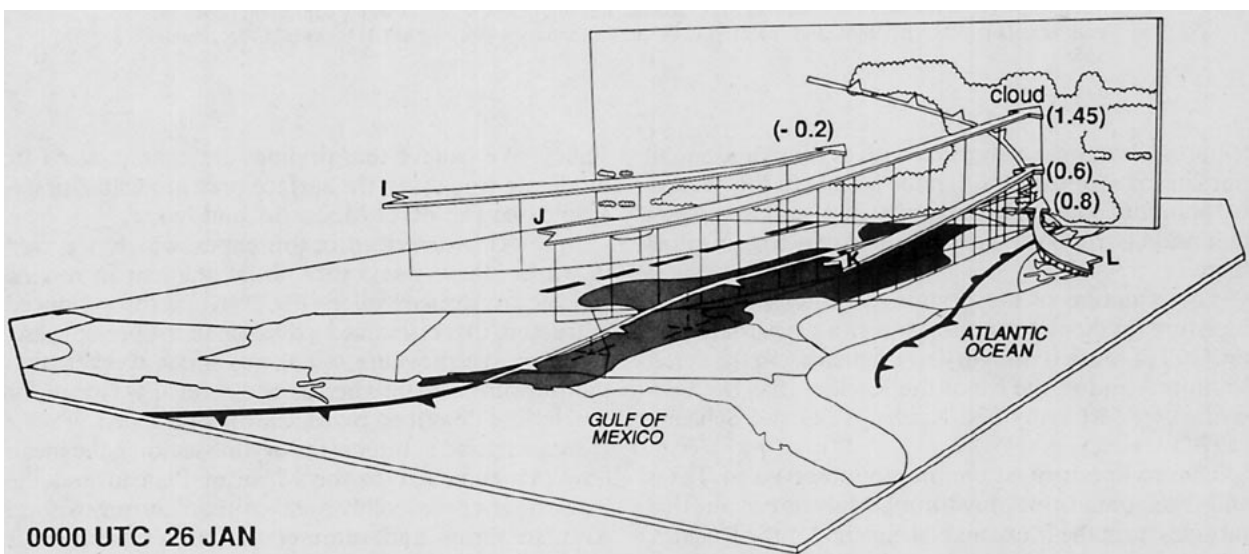 cloud
(1.45)
(- 0.2)
(0.6)
I
(0.8)
J
K
L
ATLANTIC
OCEAN
GULF OF
MEXICO
0000 UTC 26 JAN